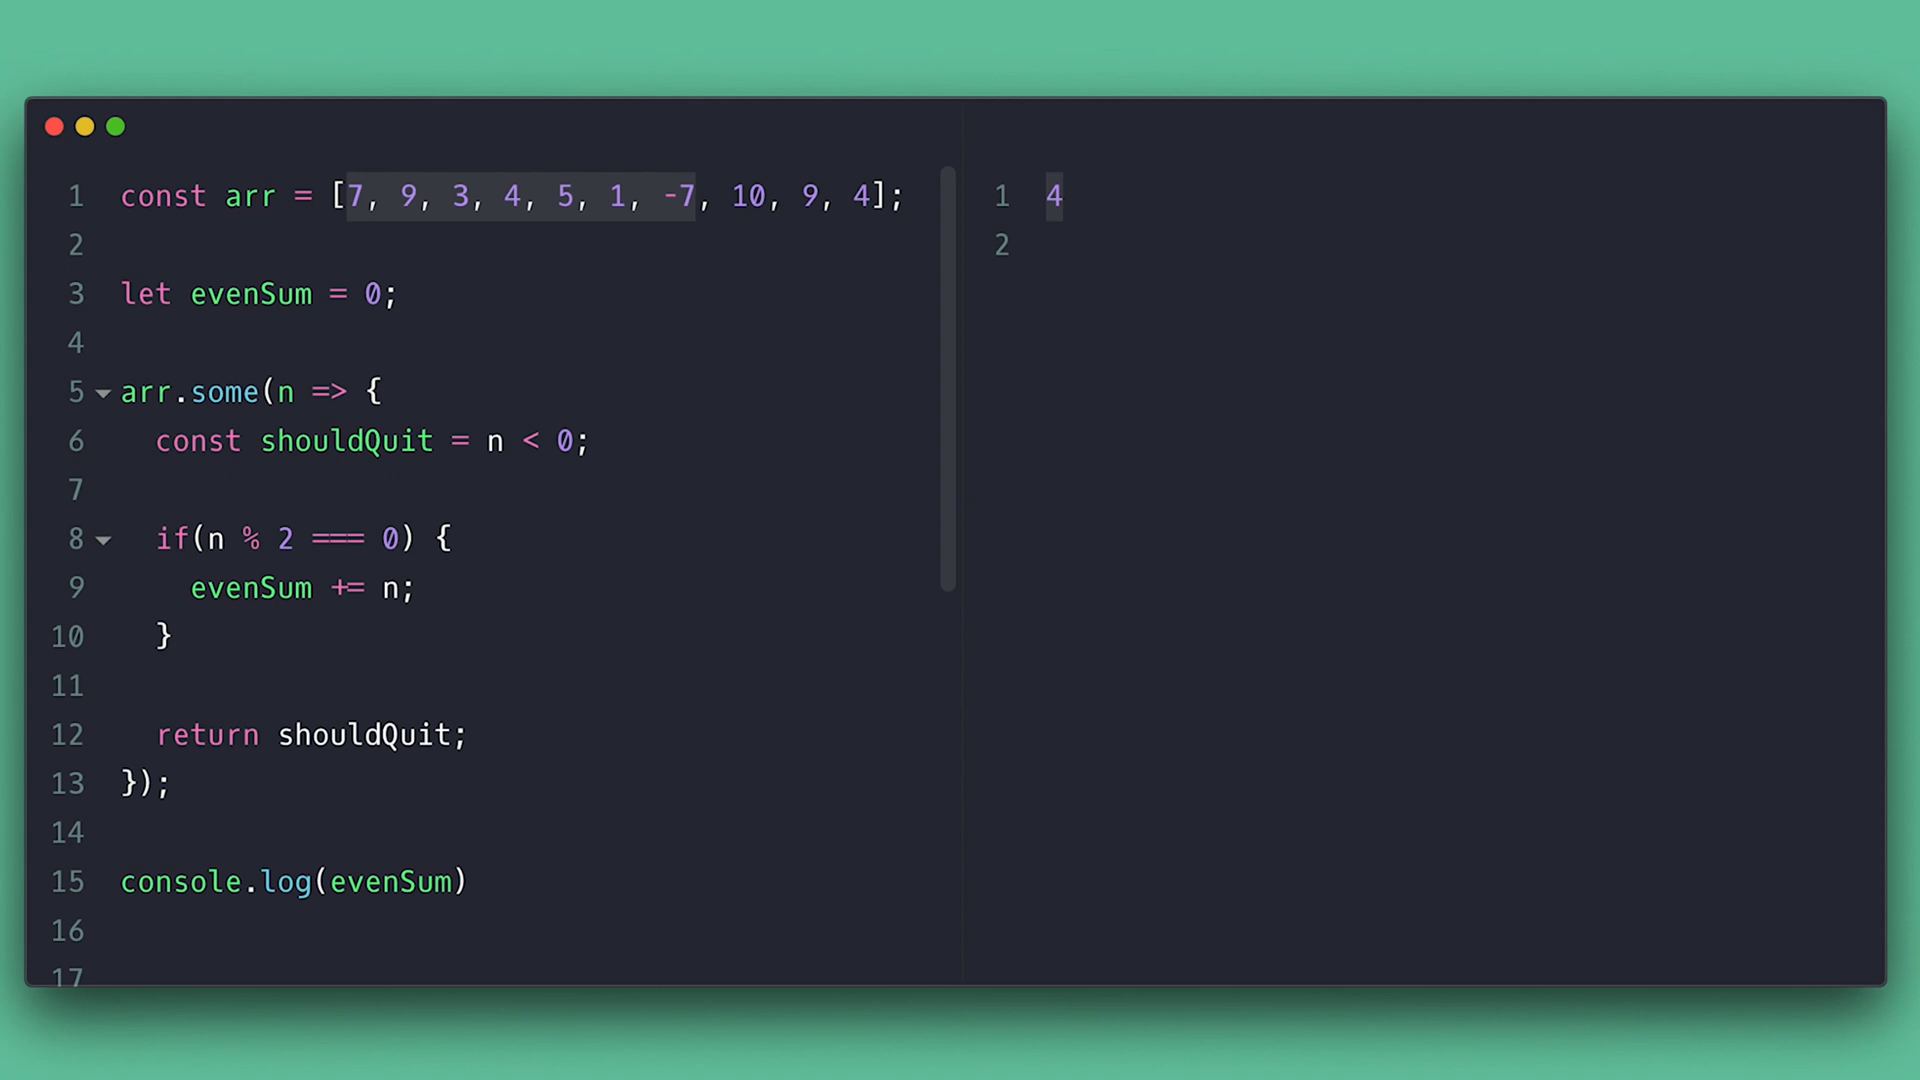 1 const arr = [7, 9, 3, 4, 5, 1, -7, 10, 9, 4];
2
3 let evenSum = 0;
4
5 arr.some(n => {
6   const shouldQuit = n < 0;
7
8   if(n % 2 === 0) {
9     evenSum += n;
10   }
11
12   return shouldQuit;
13 });
14
15 console.log(evenSum)
16
17
1 4
2